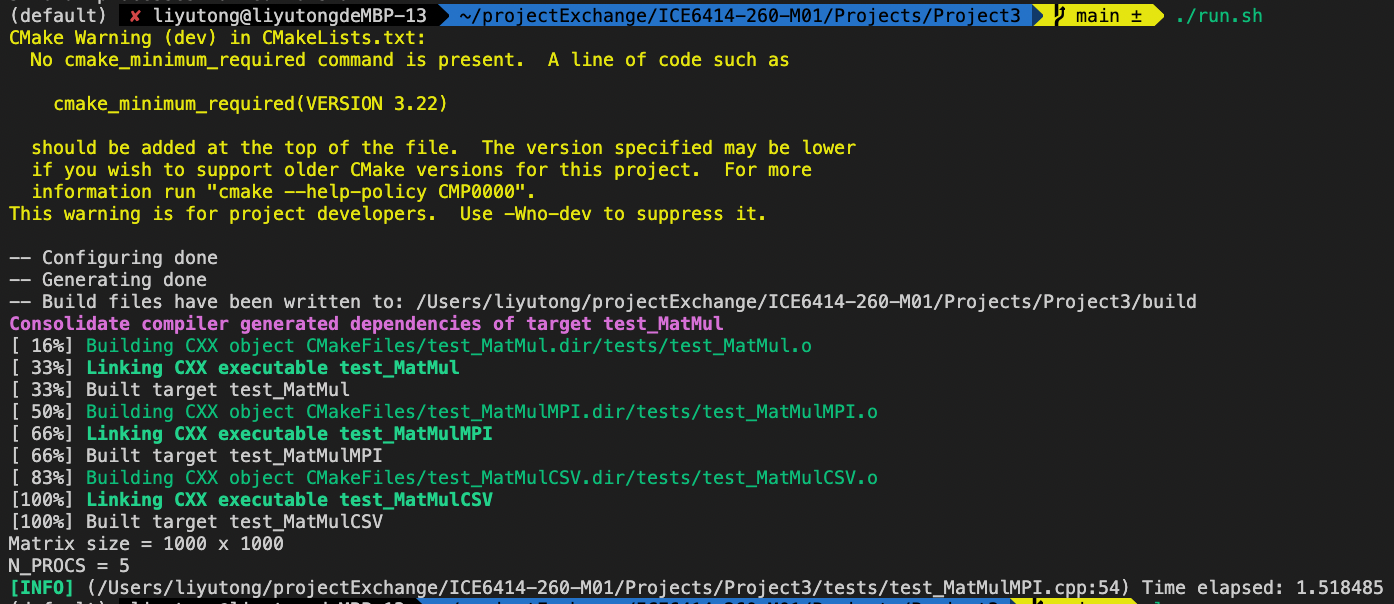 (default) ✘ liyutong@liyutongdeMBP-13 ~/projectExchange/ICE6414-260-M01/Projects/Project3 main ± ./run.sh
CMake Warning (dev) in CMakeLists.txt:
No cmake_minimum_required command is present. A line of code such as
cmake_minimum_required(VERSION 3.22)
should be added at the top of the file. The version specified may be lower
if you wish to support older CMake versions for this project. For more
information run "cmake --help-policy CMP0000".
This warning is for project developers. Use -Wno-dev to suppress it.
-- Configuring done
-- Generating done
-- Build files have been written to: /Users/liyutong/projectExchange/ICE6414-260-M01/Projects/Project3/build
Consolidate compiler generated dependencies of target test_MatMul
[ 16%] Building CXX object CMakeFiles/test_MatMul.dir/tests/test_MatMul.o
[ 33%] Linking CXX executable test_MatMul
[ 33%] Built target test_MatMul
[ 50%] Building CXX object CMakeFiles/test_MatMulMPI.dir/tests/test_MatMulMPI.o
[ 66%] Linking CXX executable test_MatMulMPI
[ 66%] Built target test_MatMulMPI
[ 83%] Building CXX object CMakeFiles/test_MatMulCSV.dir/tests/test_MatMulCSV.o
[100%] Linking CXX executable test_MatMulCSV
[100%] Built target test_MatMulCSV
Matrix size = 1000 x 1000
N_PROCS = 5
[INFO] (/Users/liyutong/projectExchange/ICE6414-260-M01/Projects/Project3/tests/test_MatMulMPI.cpp:54) Time elapsed: 1.518485